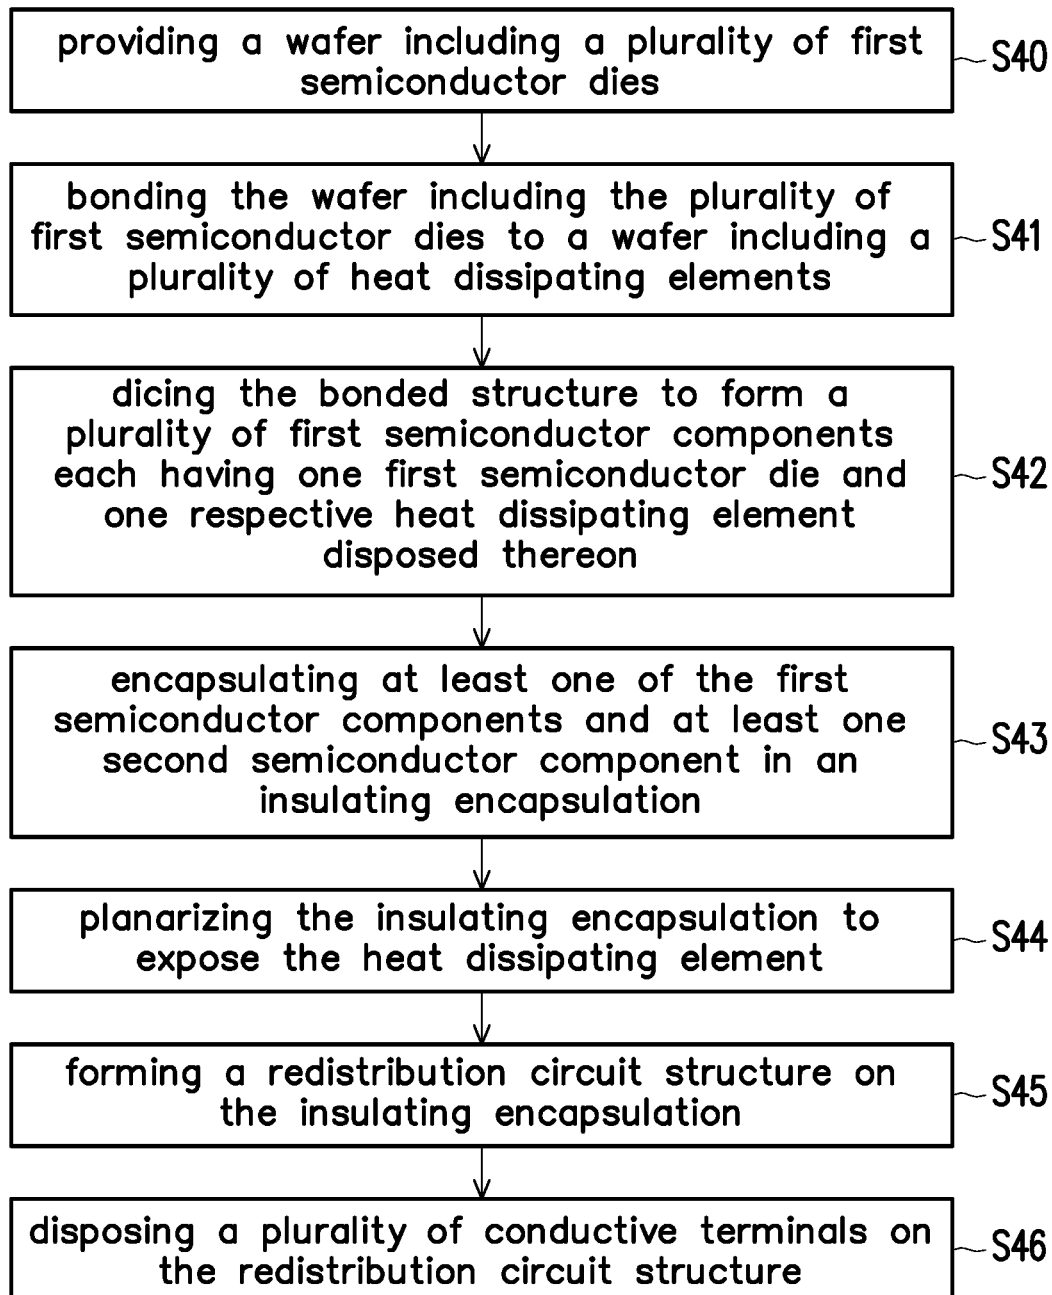 providing a wafer including a plurality of first
semiconductor dies
S40
bonding the wafer including the plurality of
first semiconductor dies to a wafer including a
plurality of heat dissipating elements
S41
dicing the bonded structure to form a
plurality of first semiconductor components
each having one first semiconductor die and
one respective heat dissipating element
disposed thereon
S42
encapsulating at least one of the first
semiconductor components and at least one
second semiconductor component in an
insulating encapsulation
S43
planarizing the insulating encapsulation to
expose the heat dissipating element
S44
forming a redistribution circuit structure on
the insulating encapsulation
S45
disposing a plurality of conductive terminals on
the redistribution circuit structure
S46